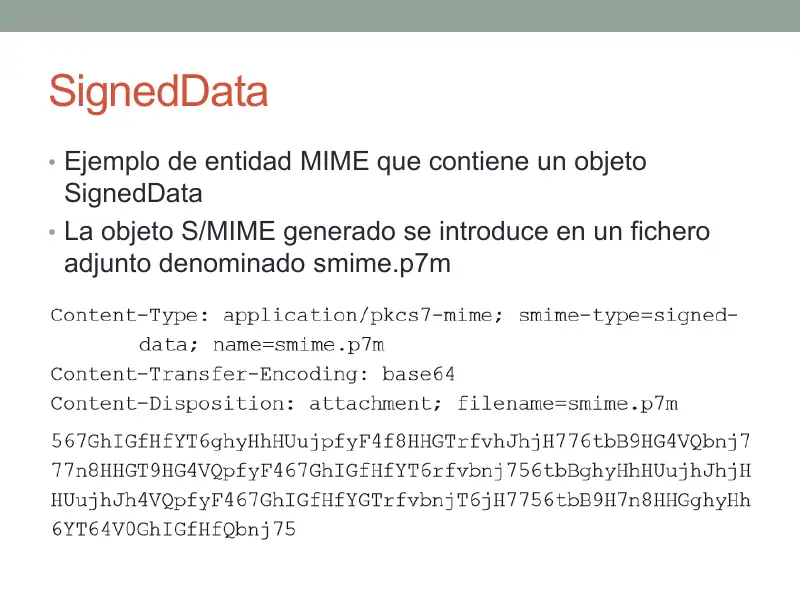 SignedData
• Ejemplo de entidad MIME que contiene un objeto
SignedData
• La objeto S/MIME generado se introduce en un fichero
adjunto denominado smime.p7m
Content-Type: application/pkcs7-mime; smime-type=signed-
data; name=smime.p7m
Content-Transfer-Encoding: base64
Content-Disposition: attachment; filename=smime.p7m
567GhIGfHfYT6ghyHhHUujpfyF4f8HHGTrfvhJhjH776tbB9HG4VQbnj7
77n8HHGT9HG4VQpfyF467GhIGfHfYT6rfvbnj756tbBghyHhHUujhJhjH
HUujhJh4VQpfyF467GhIGfHfYGTrfvbnjT6jH7756tbB9H7n8HHGghyHh
6YT64V0GhIGfHfQbnj75